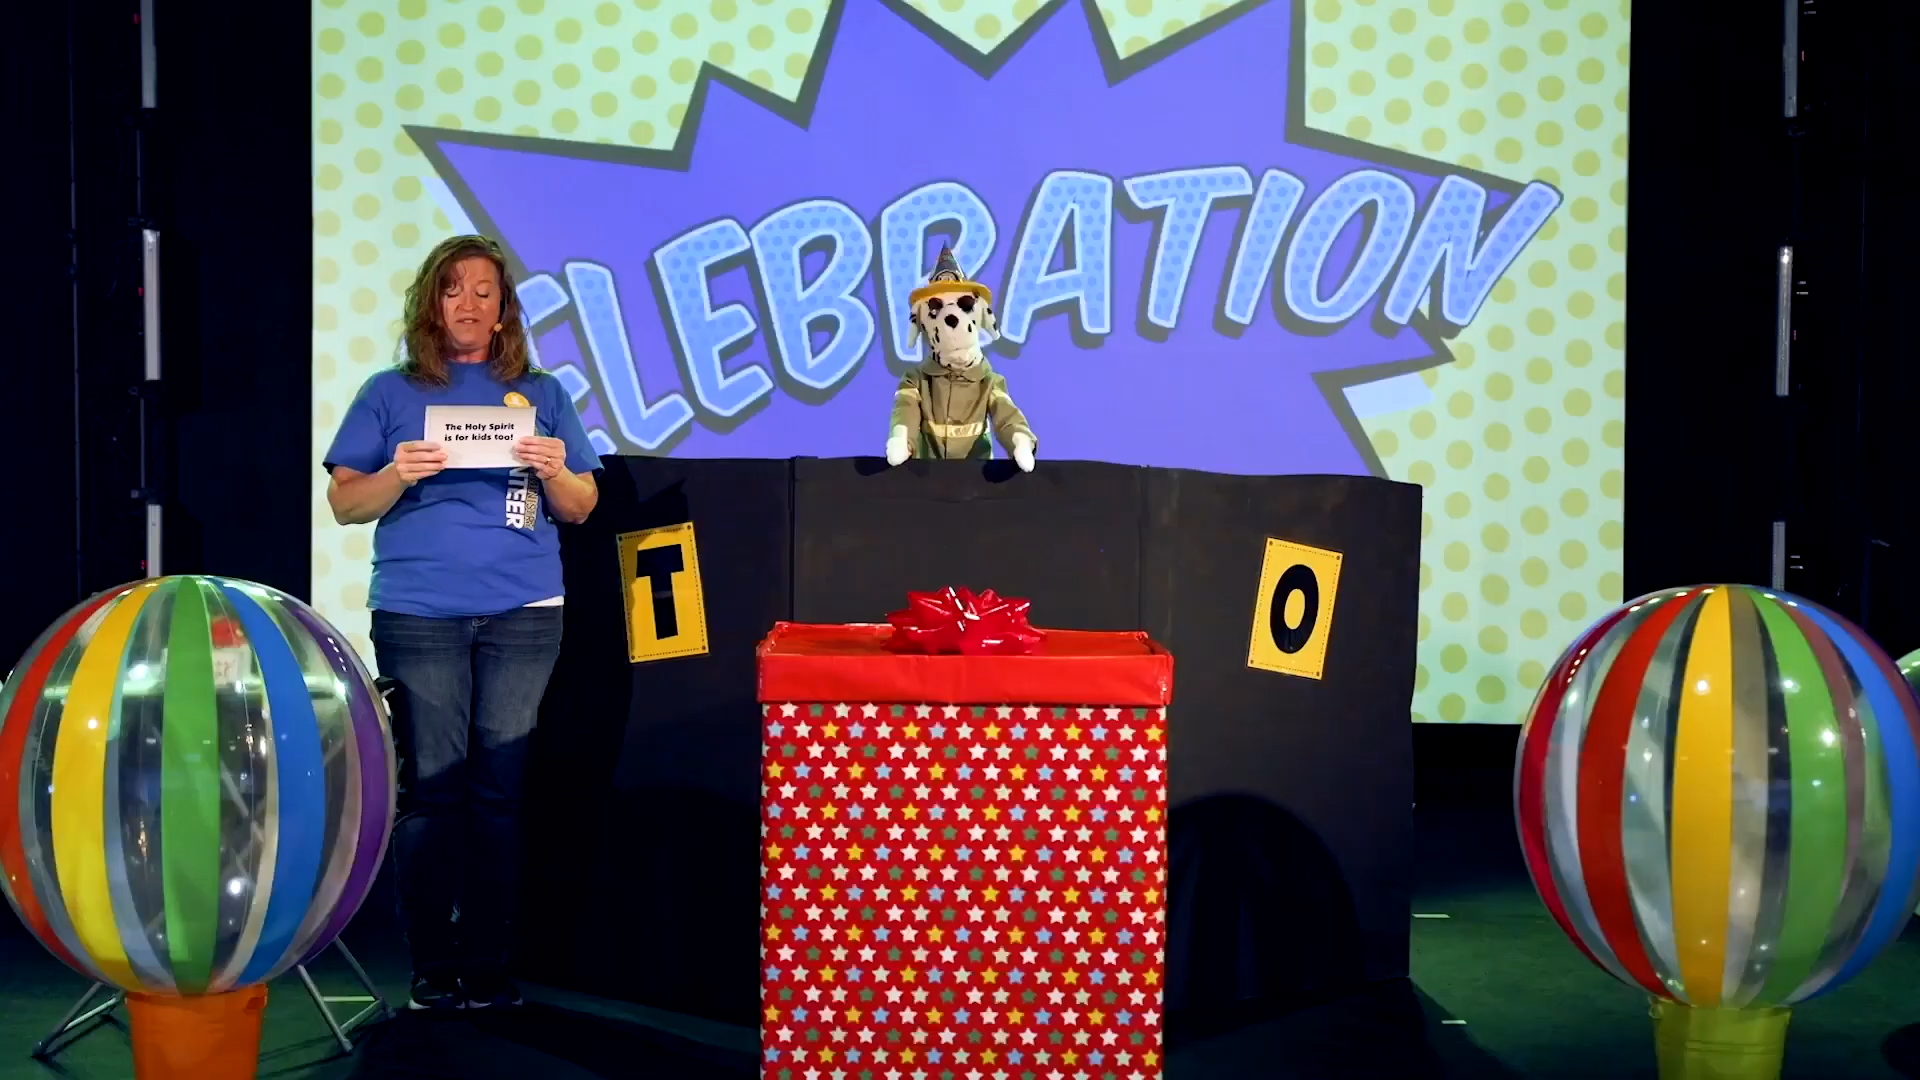 CELEBRATION
The Holy Spirit
is for kids too!
T
O